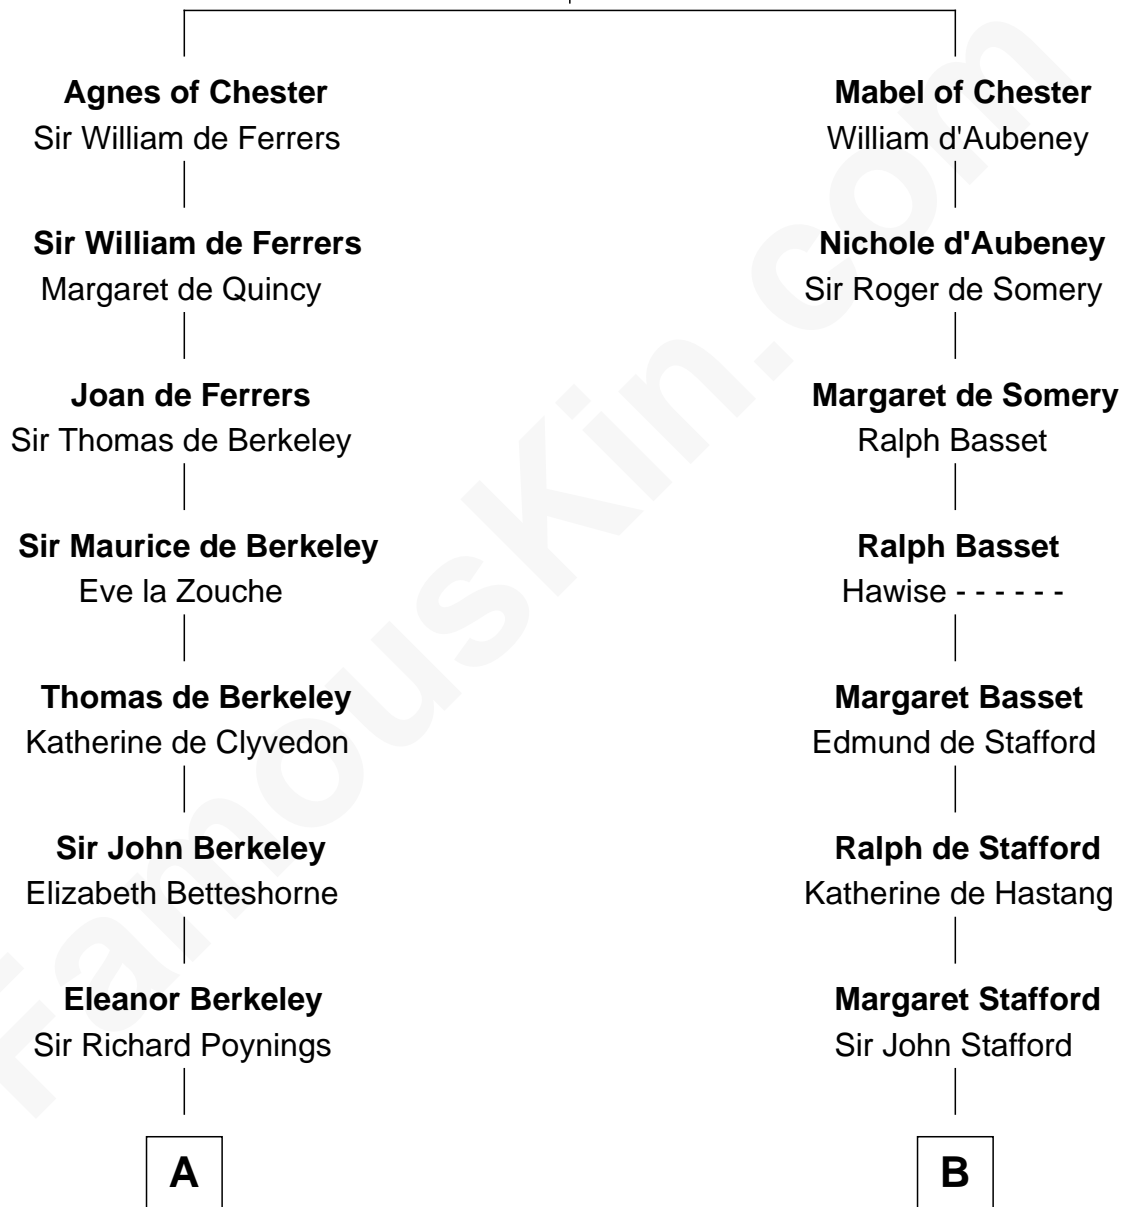 Agnes of Chester
Sir William de Ferrers
Sir William de Ferrers
Margaret de Quincy
Joan de Ferrers
Sir Thomas de Berkeley
Sir Maurice de Berkeley
Eve la Zouche
Thomas de Berkeley
Katherine de Clyvedon
Sir John Berkeley
Elizabeth Betteshorne
Eleanor Berkeley
Sir Richard Poynings
A
Mabel of Chester
William d'Aubeney
Nichole d'Aubeney
Sir Roger de Somery
Margaret de Somery
Ralph Basset
Ralph Basset
Hawise - - - - - -
Margaret Basset
Edmund de Stafford
Ralph de Stafford
Katherine de Hastang
Margaret Stafford
Sir John Stafford
B
FamousKin.com